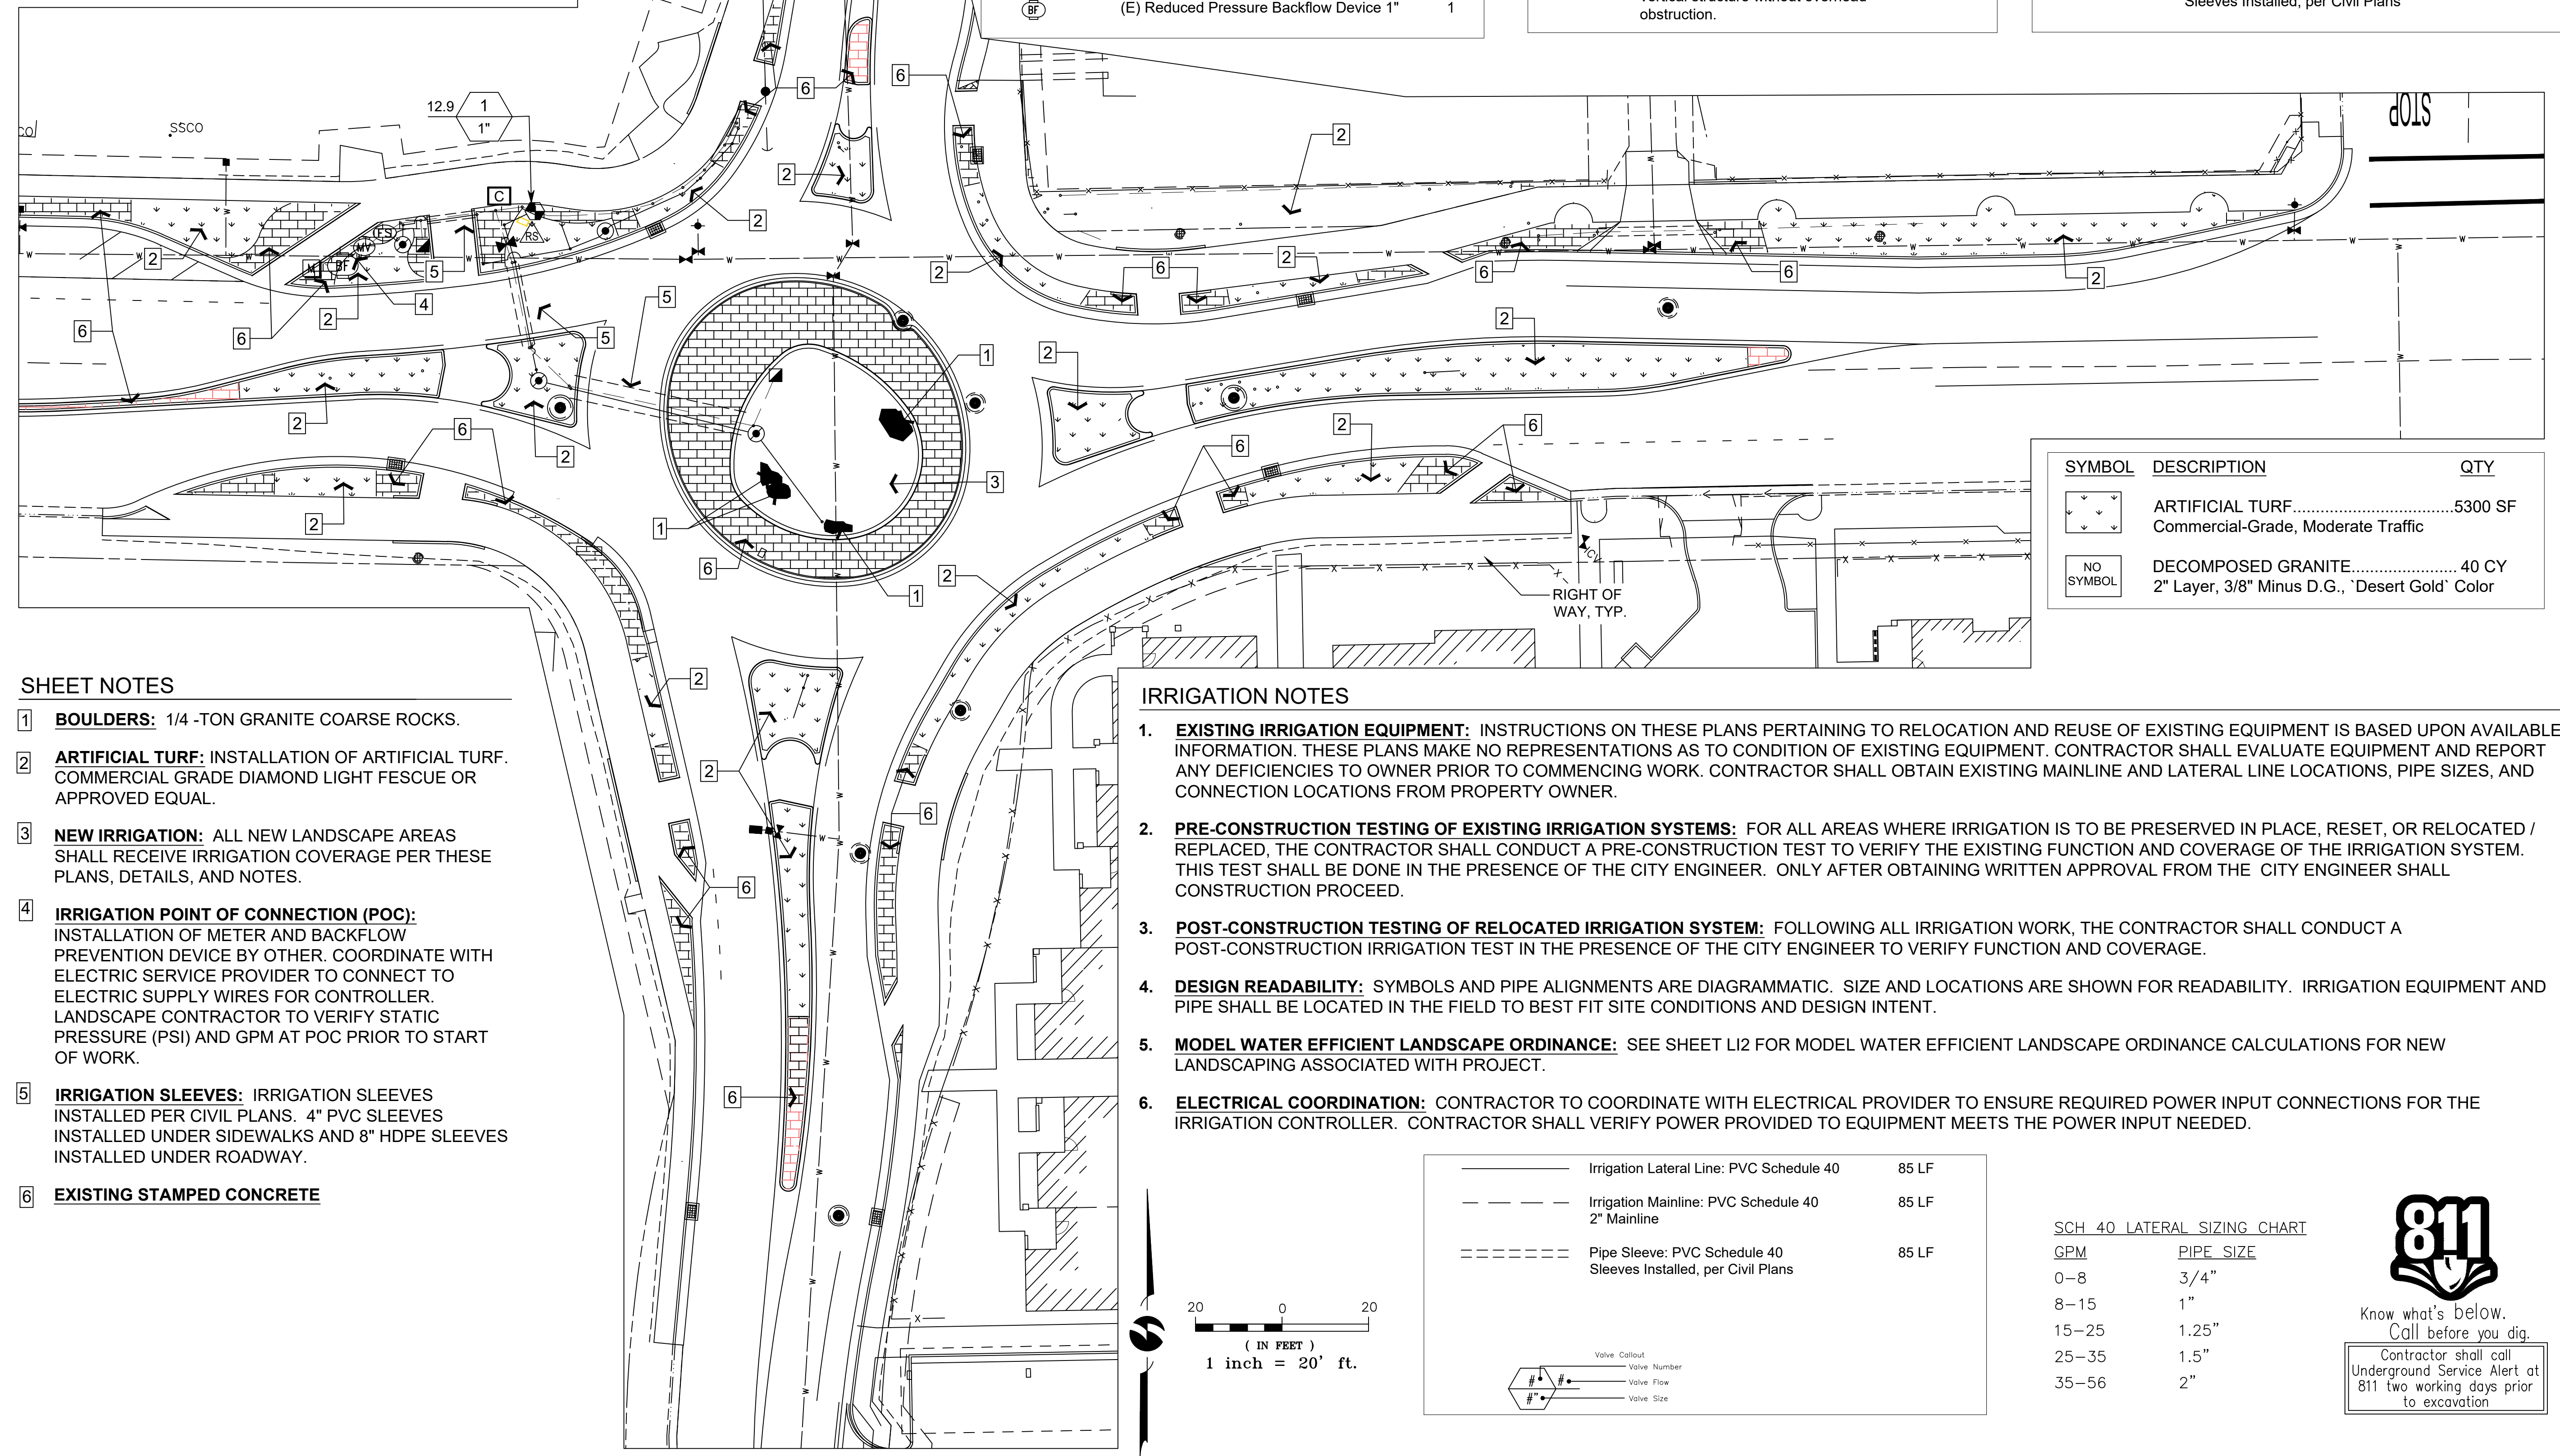 BF (E) Reduced Pressure Backflow Device 1" 1
obstruction.
Sleeves Installed, per Civil Plans
12.9
1
1"
SSCO
STOP
6
6
2
2
C
2
RS
FS
MV
BF
M
2
5
4
2
6
6
5
5
2
6
2
2
6
6
2
2
1
2
2
2
6
2
6
6
6
3
1
2
6
2
1
RIGHT OF
WAY, TYP.
ICV
2
2
6
6
6
SYMBOL DESCRIPTION QTY
ARTIFICIAL TURF...................................5300 SF
Commercial-Grade, Moderate Traffic
NO
SYMBOL
DECOMPOSED GRANITE....................... 40 CY
2" Layer, 3/8" Minus D.G., `Desert Gold` Color
SHEET NOTES
1 BOULDERS: 1/4 -TON GRANITE COARSE ROCKS.
2 ARTIFICIAL TURF: INSTALLATION OF ARTIFICIAL TURF.
COMMERCIAL GRADE DIAMOND LIGHT FESCUE OR
APPROVED EQUAL.
3 NEW IRRIGATION: ALL NEW LANDSCAPE AREAS
SHALL RECEIVE IRRIGATION COVERAGE PER THESE
PLANS, DETAILS, AND NOTES.
4 IRRIGATION POINT OF CONNECTION (POC):
INSTALLATION OF METER AND BACKFLOW
PREVENTION DEVICE BY OTHER. COORDINATE WITH
ELECTRIC SERVICE PROVIDER TO CONNECT TO
ELECTRIC SUPPLY WIRES FOR CONTROLLER.
LANDSCAPE CONTRACTOR TO VERIFY STATIC
PRESSURE (PSI) AND GPM AT POC PRIOR TO START
OF WORK.
5 IRRIGATION SLEEVES: IRRIGATION SLEEVES
INSTALLED PER CIVIL PLANS. 4" PVC SLEEVES
INSTALLED UNDER SIDEWALKS AND 8" HDPE SLEEVES
INSTALLED UNDER ROADWAY.
6 EXISTING STAMPED CONCRETE
IRRIGATION NOTES
1. EXISTING IRRIGATION EQUIPMENT: INSTRUCTIONS ON THESE PLANS PERTAINING TO RELOCATION AND REUSE OF EXISTING EQUIPMENT IS BASED UPON AVAILABLE
INFORMATION. THESE PLANS MAKE NO REPRESENTATIONS AS TO CONDITION OF EXISTING EQUIPMENT. CONTRACTOR SHALL EVALUATE EQUIPMENT AND REPORT
ANY DEFICIENCIES TO OWNER PRIOR TO COMMENCING WORK. CONTRACTOR SHALL OBTAIN EXISTING MAINLINE AND LATERAL LINE LOCATIONS, PIPE SIZES, AND
CONNECTION LOCATIONS FROM PROPERTY OWNER.
2. PRE-CONSTRUCTION TESTING OF EXISTING IRRIGATION SYSTEMS: FOR ALL AREAS WHERE IRRIGATION IS TO BE PRESERVED IN PLACE, RESET, OR RELOCATED /
REPLACED, THE CONTRACTOR SHALL CONDUCT A PRE-CONSTRUCTION TEST TO VERIFY THE EXISTING FUNCTION AND COVERAGE OF THE IRRIGATION SYSTEM.
THIS TEST SHALL BE DONE IN THE PRESENCE OF THE CITY ENGINEER. ONLY AFTER OBTAINING WRITTEN APPROVAL FROM THE CITY ENGINEER SHALL
CONSTRUCTION PROCEED.
3. POST-CONSTRUCTION TESTING OF RELOCATED IRRIGATION SYSTEM: FOLLOWING ALL IRRIGATION WORK, THE CONTRACTOR SHALL CONDUCT A
POST-CONSTRUCTION IRRIGATION TEST IN THE PRESENCE OF THE CITY ENGINEER TO VERIFY FUNCTION AND COVERAGE.
4. DESIGN READABILITY: SYMBOLS AND PIPE ALIGNMENTS ARE DIAGRAMMATIC. SIZE AND LOCATIONS ARE SHOWN FOR READABILITY. IRRIGATION EQUIPMENT AND
PIPE SHALL BE LOCATED IN THE FIELD TO BEST FIT SITE CONDITIONS AND DESIGN INTENT.
5. MODEL WATER EFFICIENT LANDSCAPE ORDINANCE: SEE SHEET LI2 FOR MODEL WATER EFFICIENT LANDSCAPE ORDINANCE CALCULATIONS FOR NEW
LANDSCAPING ASSOCIATED WITH PROJECT.
6. ELECTRICAL COORDINATION: CONTRACTOR TO COORDINATE WITH ELECTRICAL PROVIDER TO ENSURE REQUIRED POWER INPUT CONNECTIONS FOR THE
IRRIGATION CONTROLLER. CONTRACTOR SHALL VERIFY POWER PROVIDED TO EQUIPMENT MEETS THE POWER INPUT NEEDED.
Irrigation Lateral Line: PVC Schedule 40 85 LF
Irrigation Mainline: PVC Schedule 40 85 LF
2" Mainline
Pipe Sleeve: PVC Schedule 40 85 LF
Sleeves Installed, per Civil Plans
Valve Callout
# # Valve Number
Valve Flow
#" Valve Size
20 0 20
( IN FEET )
1 inch = 20' ft.
SCH 40 LATERAL SIZING CHART
GPM PIPE SIZE
0-8 3/4"
8-15 1"
15-25 1.25"
25-35 1.5"
35-56 2"
811
Know what's below.
Call before you dig.
Contractor shall call
Underground Service Alert at
811 two working days prior
to excavation